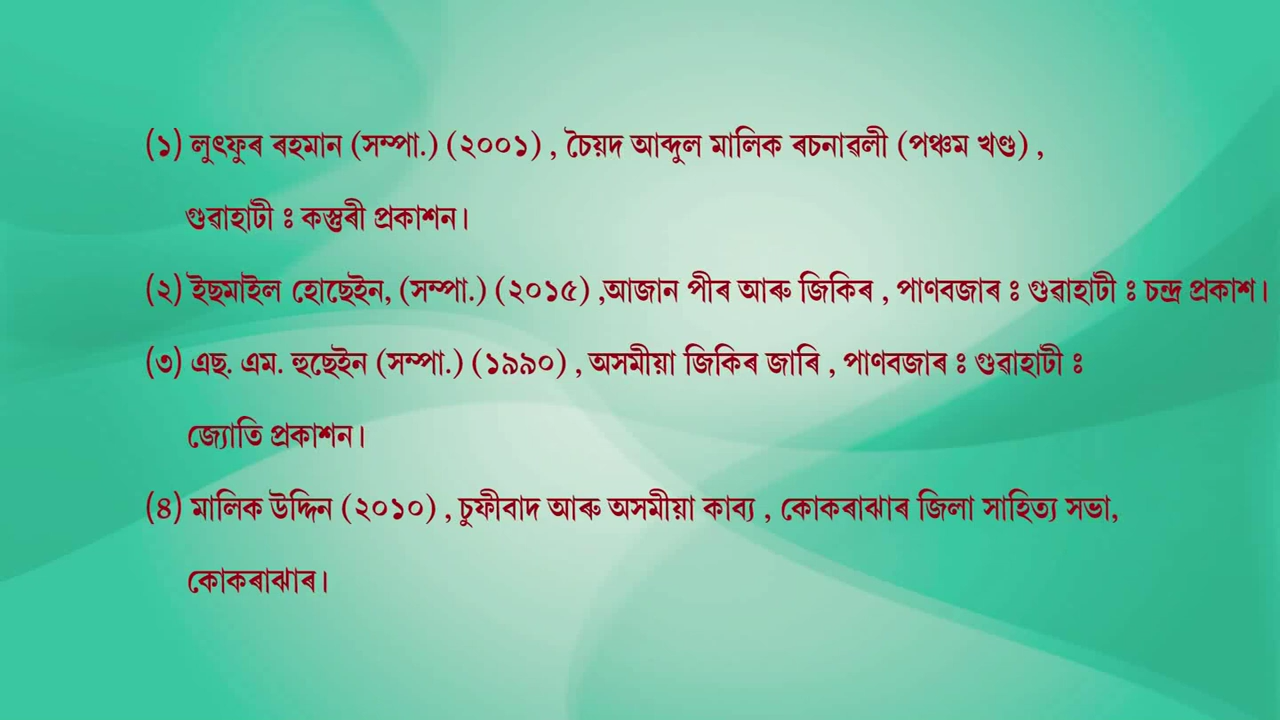 (১) লুৎফুৰ ৰহমান (সম্পা.) (২০০১) , চৈয়দ আব্দুল মালিক ৰচনাৱলী (পঞ্চম খণ্ড) ,
গুৱাহাটী ঃ কস্তুৰী প্ৰকাশন।
(২) ইছমাইল হোছেইন, (সম্পা.) (২০১৫) ,আজান পীৰ আৰু জিকিৰ , পাণবজাৰ ঃ গুৱাহাটী ঃ চন্দ্ৰ প্ৰকাশ।
(৩) এছ. এম. হুছেইন (সম্পা.) (১৯৯০) , অসমীয়া জিকিৰ জাৰি , পাণবজাৰ ঃ গুৱাহাটী ঃ
জ্যোতি প্ৰকাশন।
(৪) মালিক উদ্দিন (২০১০) , চুফীবাদ আৰু অসমীয়া কাব্য , কোকৰাঝাৰ জিলা সাহিত্য সভা,
কোকৰাঝাৰ।